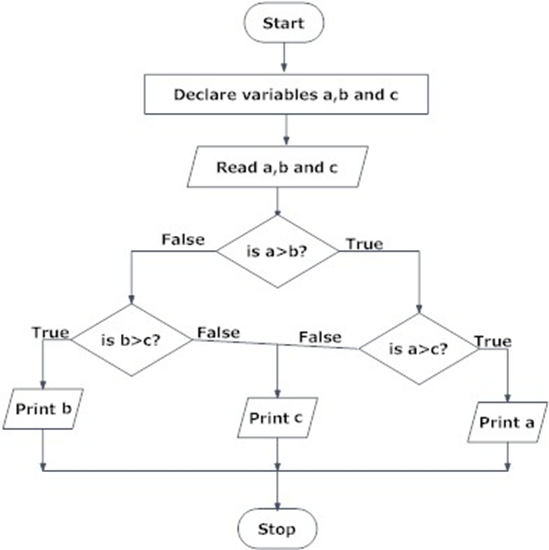 Start
Declare variables a,b and c
Read a,b and c
is a>b?
False
True
is b>c?
True
False
is a>c?
False
True
Print b
Print c
Print a
Stop